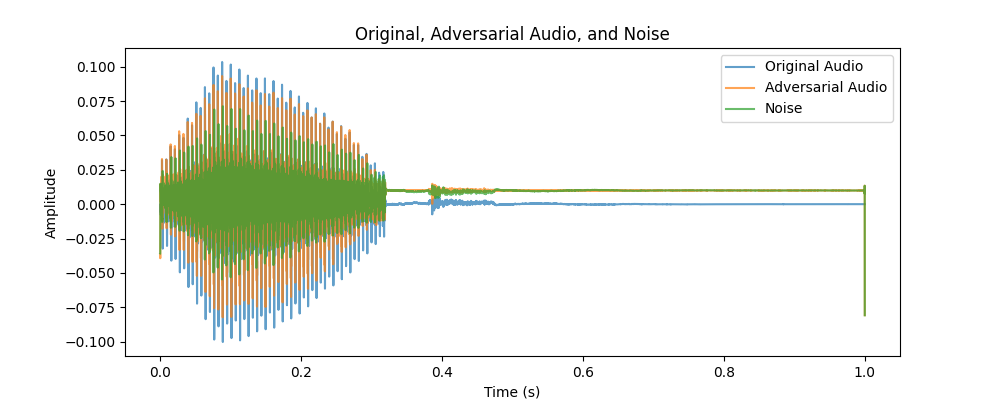 Original, Adversarial Audio, and Noise
Original Audio
Adversarial Audio
Noise
Amplitude
0.100
0.075
0.050
0.025
0.000
−0.025
−0.050
−0.075
−0.100
0.0
0.2
0.4
0.6
0.8
1.0
Time (s)